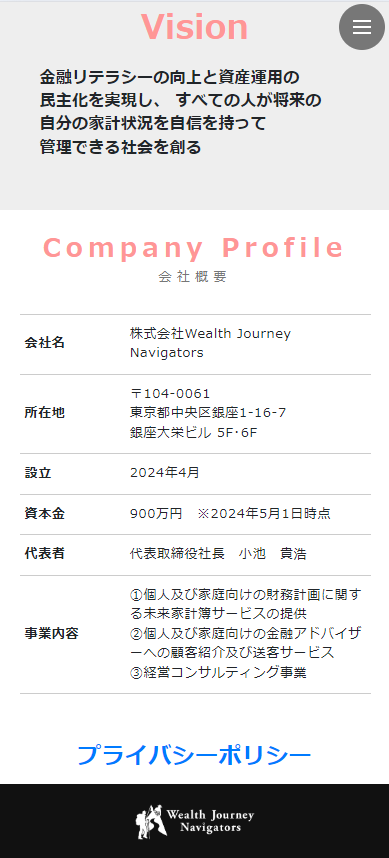 Vision
金融リテラシーの向上と資産運用の
民主化を実現し、 すべての人が将来の
自分の家計状況を自信を持って
管理できる社会を創る
Company Profile
会社概要
会社名
株式会社Wealth Journey
Navigators
所在地
〒104-0061
東京都中央区銀座1-16-7
銀座大栄ビル 5F･6F
設立
2024年4月
資本金
900万円　※2024年5月1日時点
代表者
代表取締役社長　小池　貴浩
事業内容
①個人及び家庭向けの財務計画に関す
る未来家計簿サービスの提供
②個人及び家庭向けの金融アドバイザ
ーへの顧客紹介及び送客サービス
③経営コンサルティング事業
プライバシーポリシー
Wealth Journey
Navigators